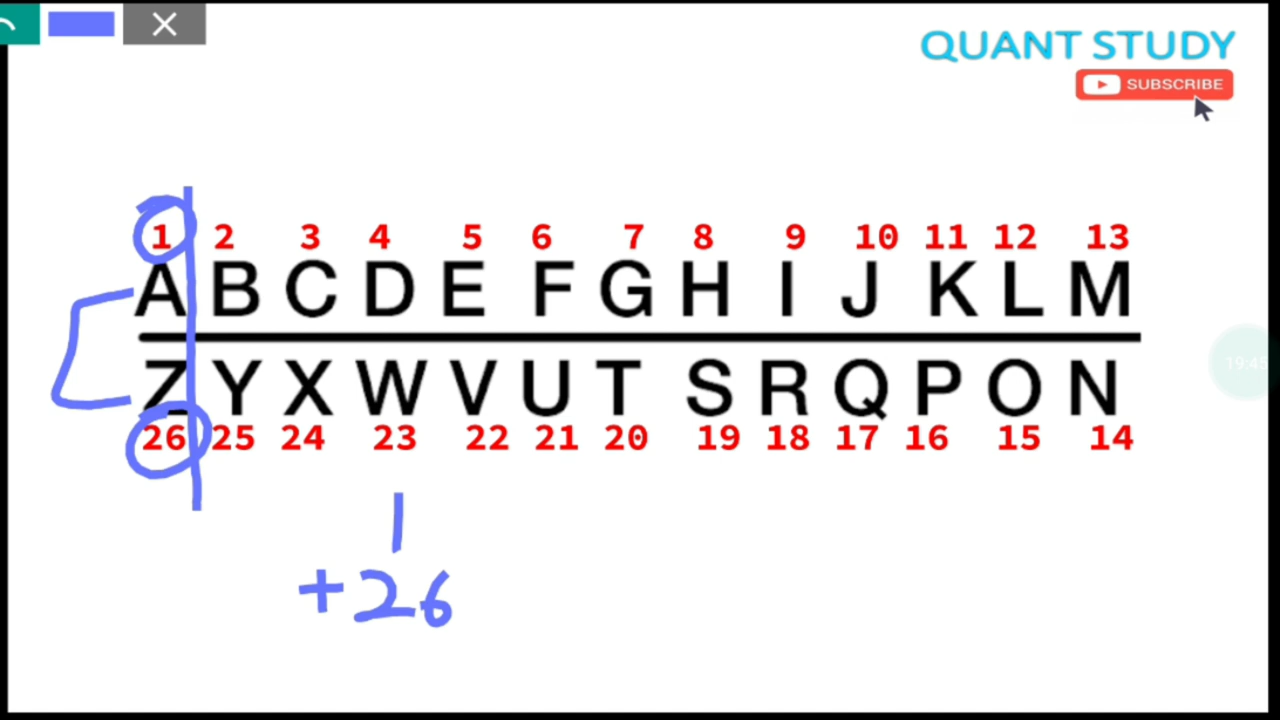 QUANT STUDY
SUBSCRIBE
1 2 3 4 5 6 7 8 9 10 11 12 13
A B C D E F G H I J K L M
Z Y X W V U T S R Q P O N
26 25 24 23 22 21 20 19 18 17 16 15 14
1
+26